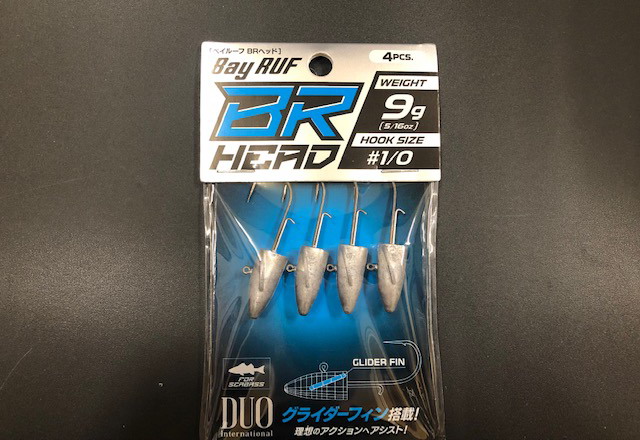 [ベイルーフ BRヘッド]
Bay RUF
BR
HEAD
4PCS.
WEIGHT
9g
[5/16oz]
HOOK SIZE
#1/0
GLIDER FIN
FOR
SEABASS
DUO
International
グライダーフィン搭載!
理想のアクションへアシスト!